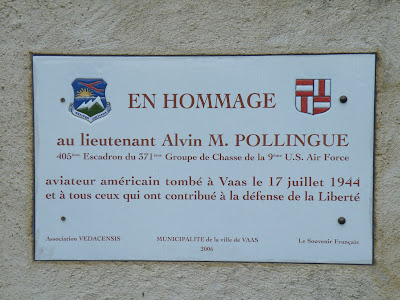 EN HOMMAGE
au lieutenant Alvin M. POLLINGUE
405ème Escadron du 371ème Groupe de Chasse de la 9ème U.S. Air Force
aviateur américain tombé à Vaas le 17 juillet 1944
et à tous ceux qui ont contribué à la défense de la Liberté
Association VEDACENSIS MUNICIPALITE de la ville de VAAS Le Souvenir Français
2006